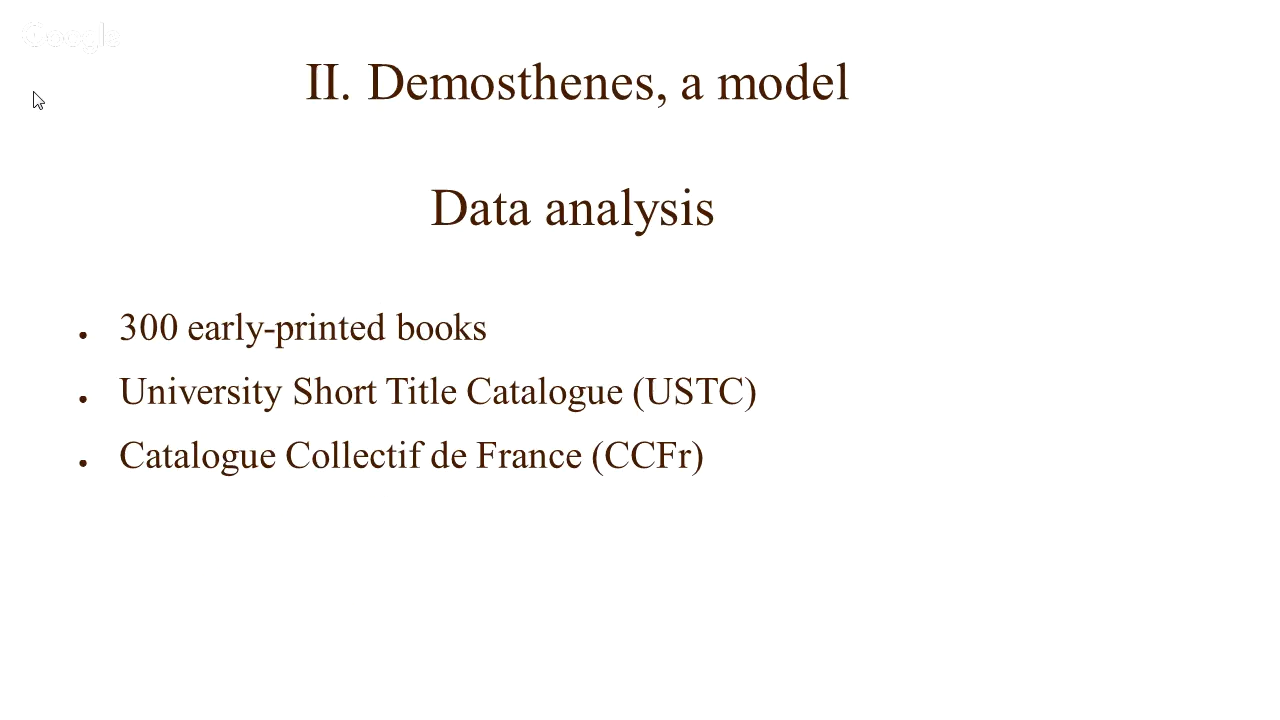 Google
II. Demosthenes, a model
Data analysis
300 early-printed books
University Short Title Catalogue (USTC)
Catalogue Collectif de France (CCFr)